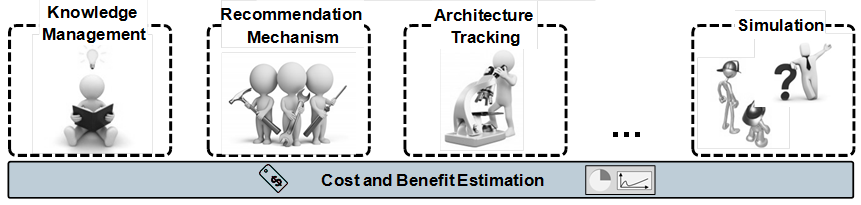 Knowledge
Management
Recommendation
Mechanism
Architecture
Tracking
...
Simulation
?
$
Cost and Benefit Estimation